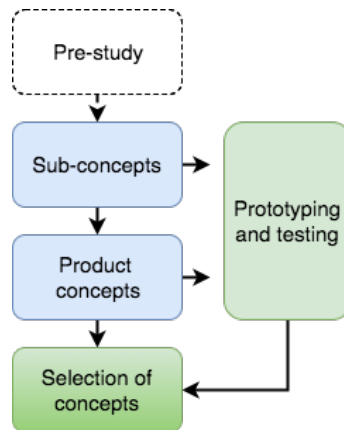 Pre-study
Sub-concepts
Prototyping
and testing
Product
concepts
Selection of
concepts